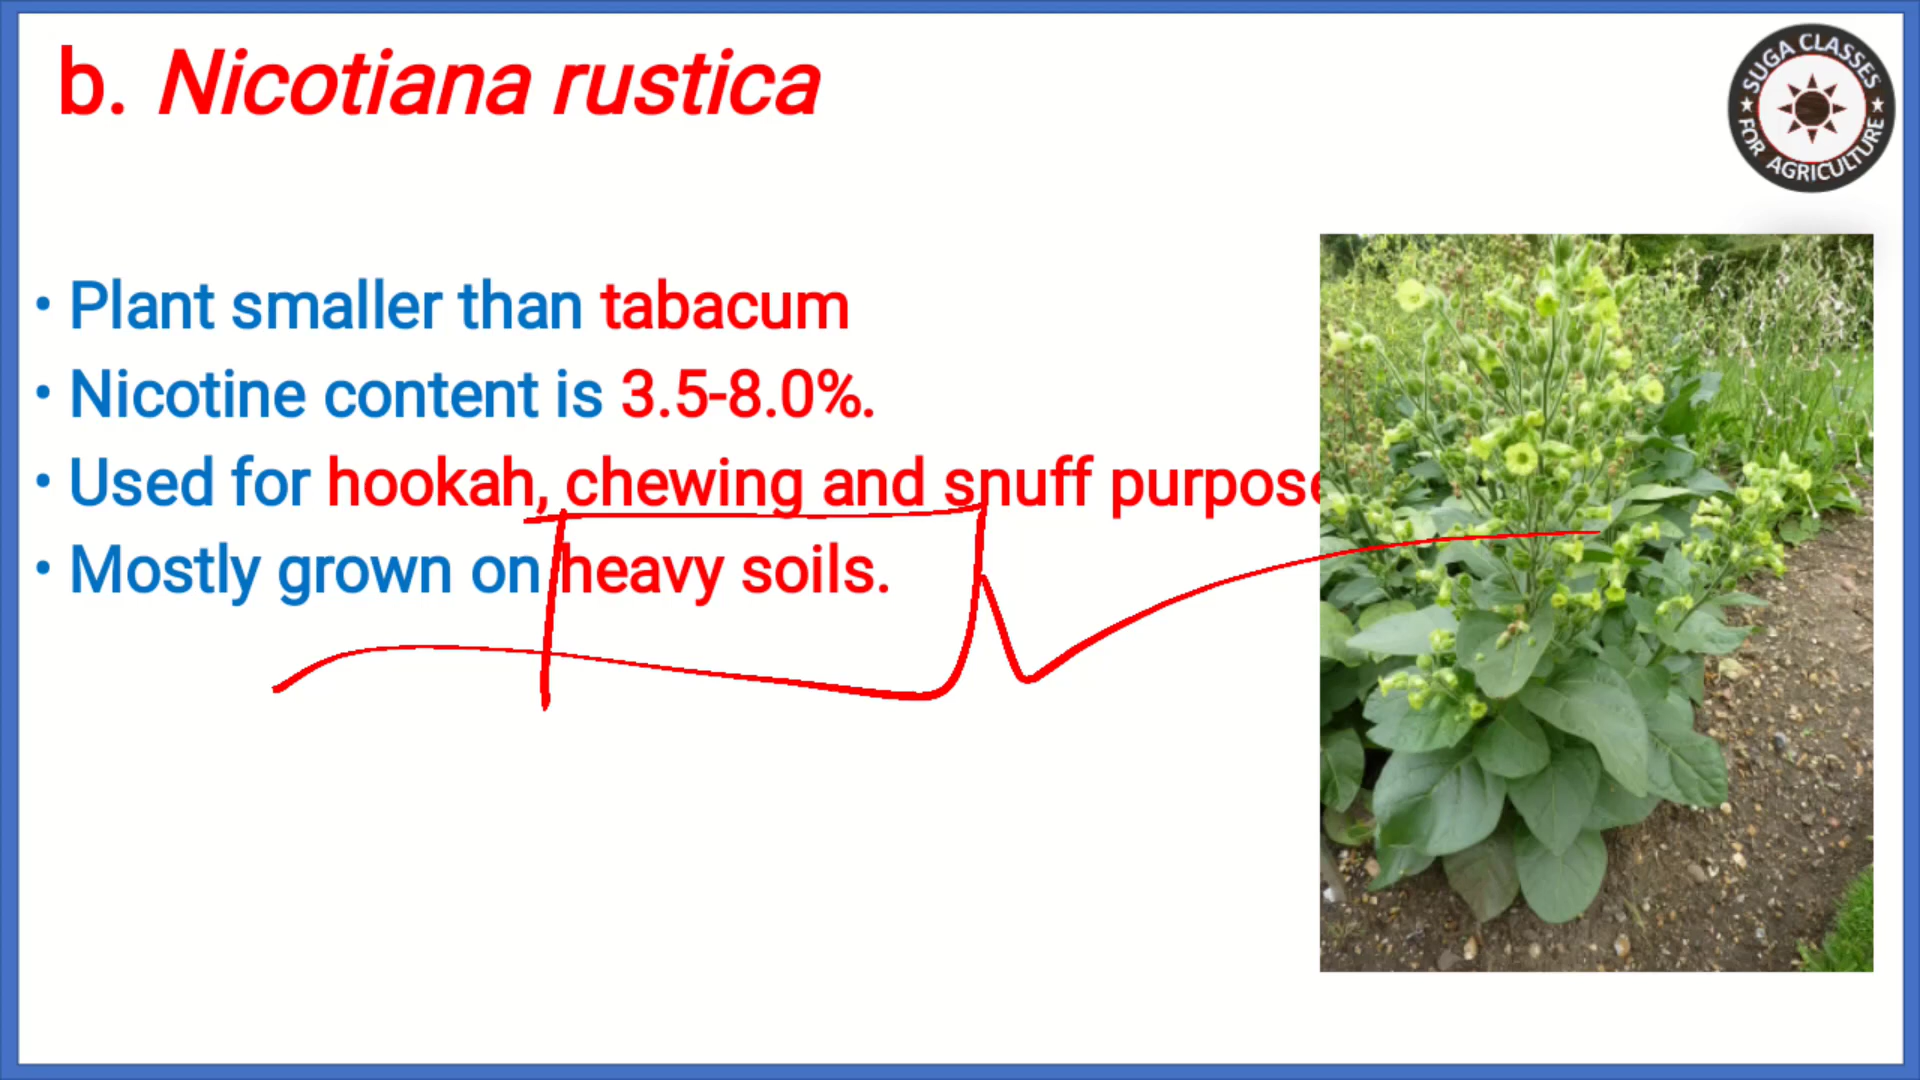 b. Nicotiana rustica
SUGA CLASSES
FOR AGRICULTURE
• Plant smaller than tabacum
• Nicotine content is 3.5-8.0%.
• Used for hookah, chewing and snuff purpose
• Mostly grown on heavy soils.